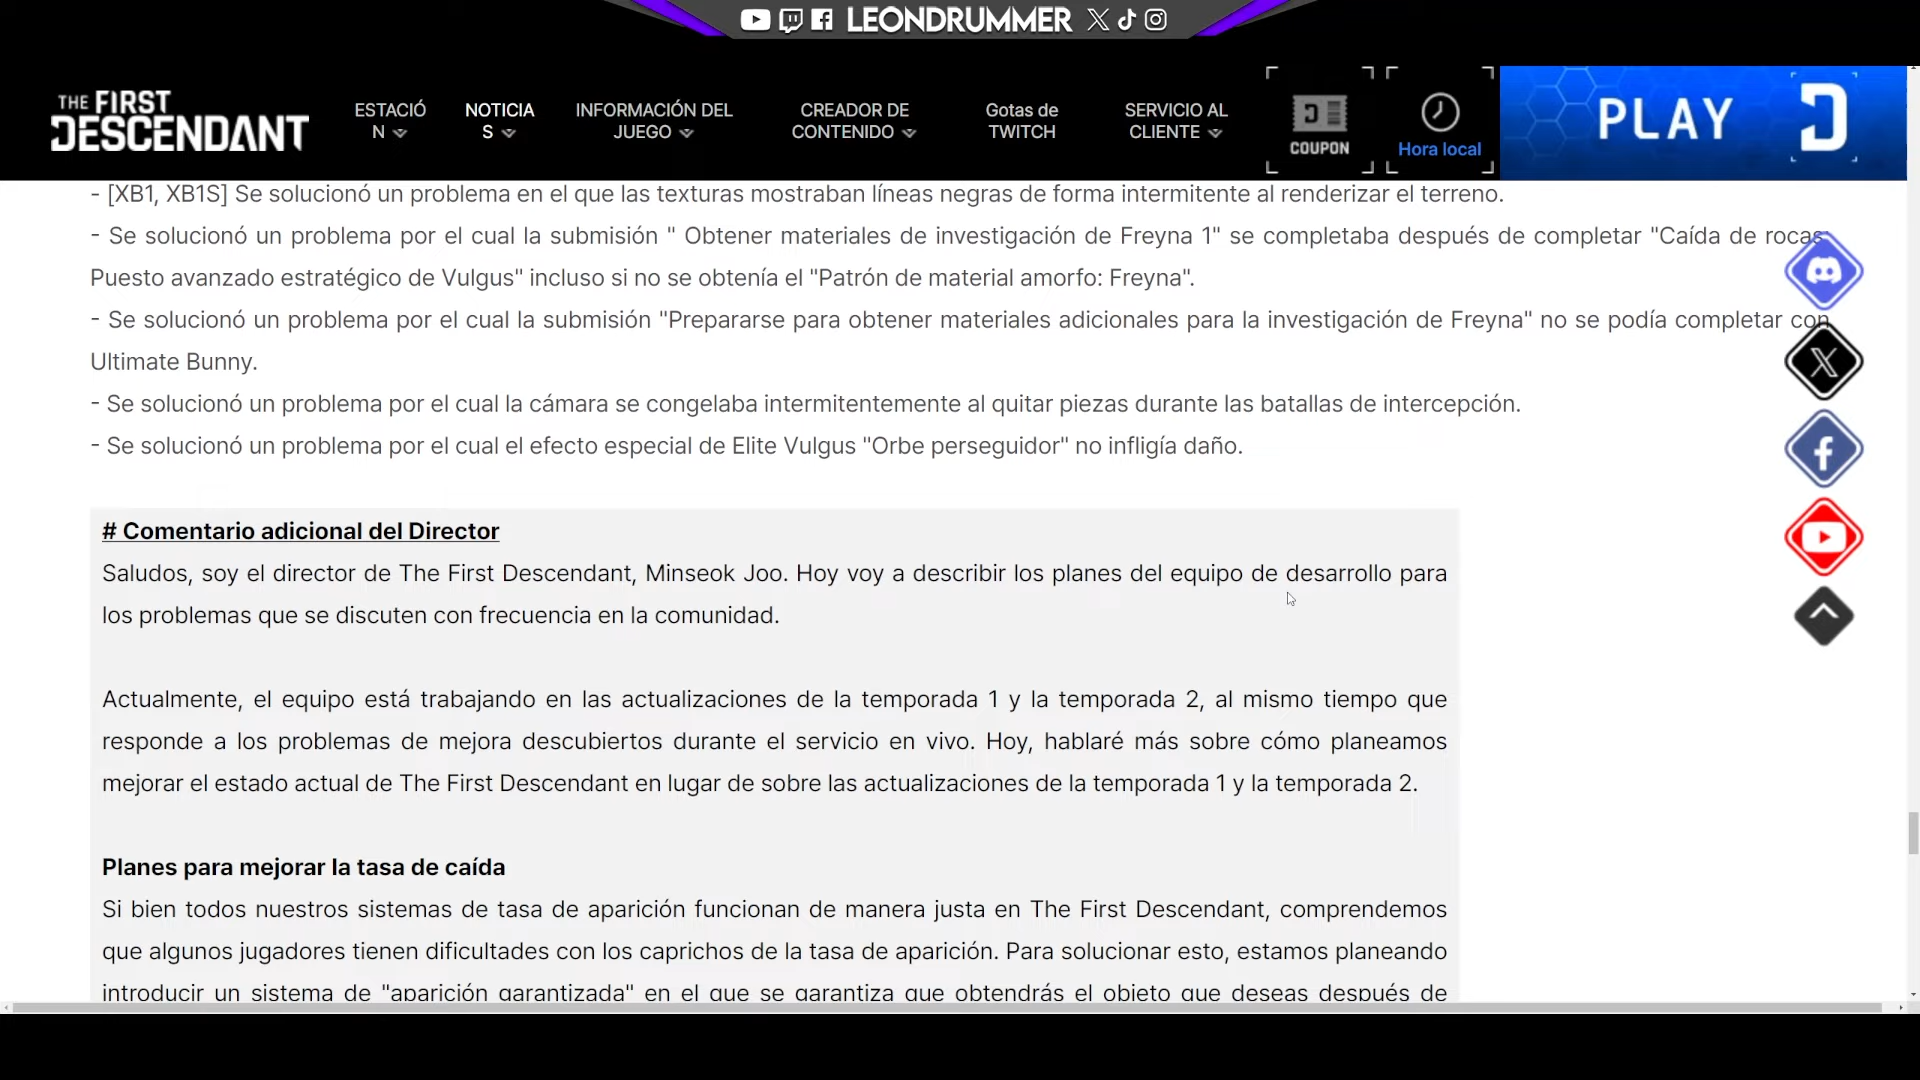 LEONDRUMMER
THE FIRST
DESCENDANT
ESTACIÓ
N
NOTICIA
S
INFORMACIÓN DEL
JUEGO
CREADOR DE
CONTENIDO
Gotas de
TWITCH
SERVICIO AL
CLIENTE
COUPON
Hora local
PLAY
- [XB1, XB1S] Se solucionó un problema en el que las texturas mostraban líneas negras de forma intermitente al renderizar el terreno.
- Se solucionó un problema por el cual la submisión " Obtener materiales de investigación de Freyna 1" se completaba después de completar "Caída de rocas:
Puesto avanzado estratégico de Vulgus" incluso si no se obtenía el "Patrón de material amorfo: Freyna".
- Se solucionó un problema por el cual la submisión "Prepararse para obtener materiales adicionales para la investigación de Freyna" no se podía completar con
Ultimate Bunny.
- Se solucionó un problema por el cual la cámara se congelaba intermitentemente al quitar piezas durante las batallas de intercepción.
- Se solucionó un problema por el cual el efecto especial de Elite Vulgus "Orbe perseguidor" no infligía daño.
# Comentario adicional del Director
Saludos, soy el director de The First Descendant, Minseok Joo. Hoy voy a describir los planes del equipo de desarrollo para
los problemas que se discuten con frecuencia en la comunidad.
Actualmente, el equipo está trabajando en las actualizaciones de la temporada 1 y la temporada 2, al mismo tiempo que
responde a los problemas de mejora descubiertos durante el servicio en vivo. Hoy, hablaré más sobre cómo planeamos
mejorar el estado actual de The First Descendant en lugar de sobre las actualizaciones de la temporada 1 y la temporada 2.
Planes para mejorar la tasa de caída
Si bien todos nuestros sistemas de tasa de aparición funcionan de manera justa en The First Descendant, comprendemos
que algunos jugadores tienen dificultades con los caprichos de la tasa de aparición. Para solucionar esto, estamos planeando
introducir un sistema de "aparición garantizada" en el que se garantiza que obtendrás el objeto que deseas después de